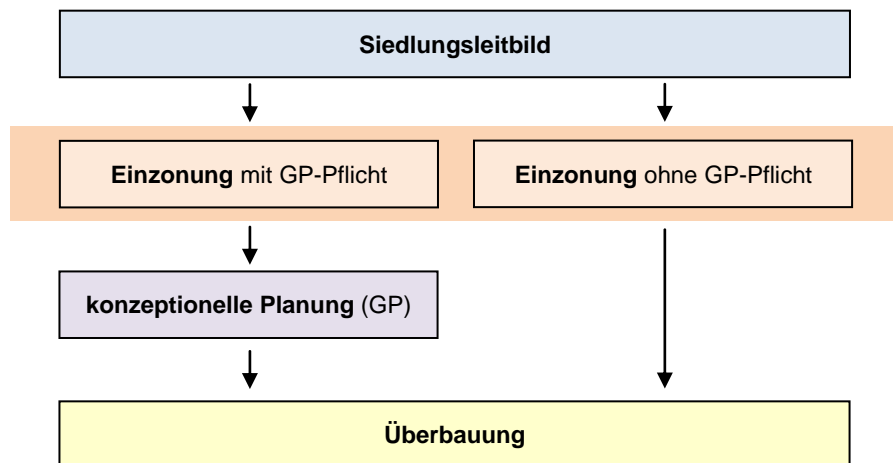 Siedlungsleitbild
Einzonung mit GP-Pflicht
Einzonung ohne GP-Pflicht
konzeptionelle Planung (GP)
Überbauung